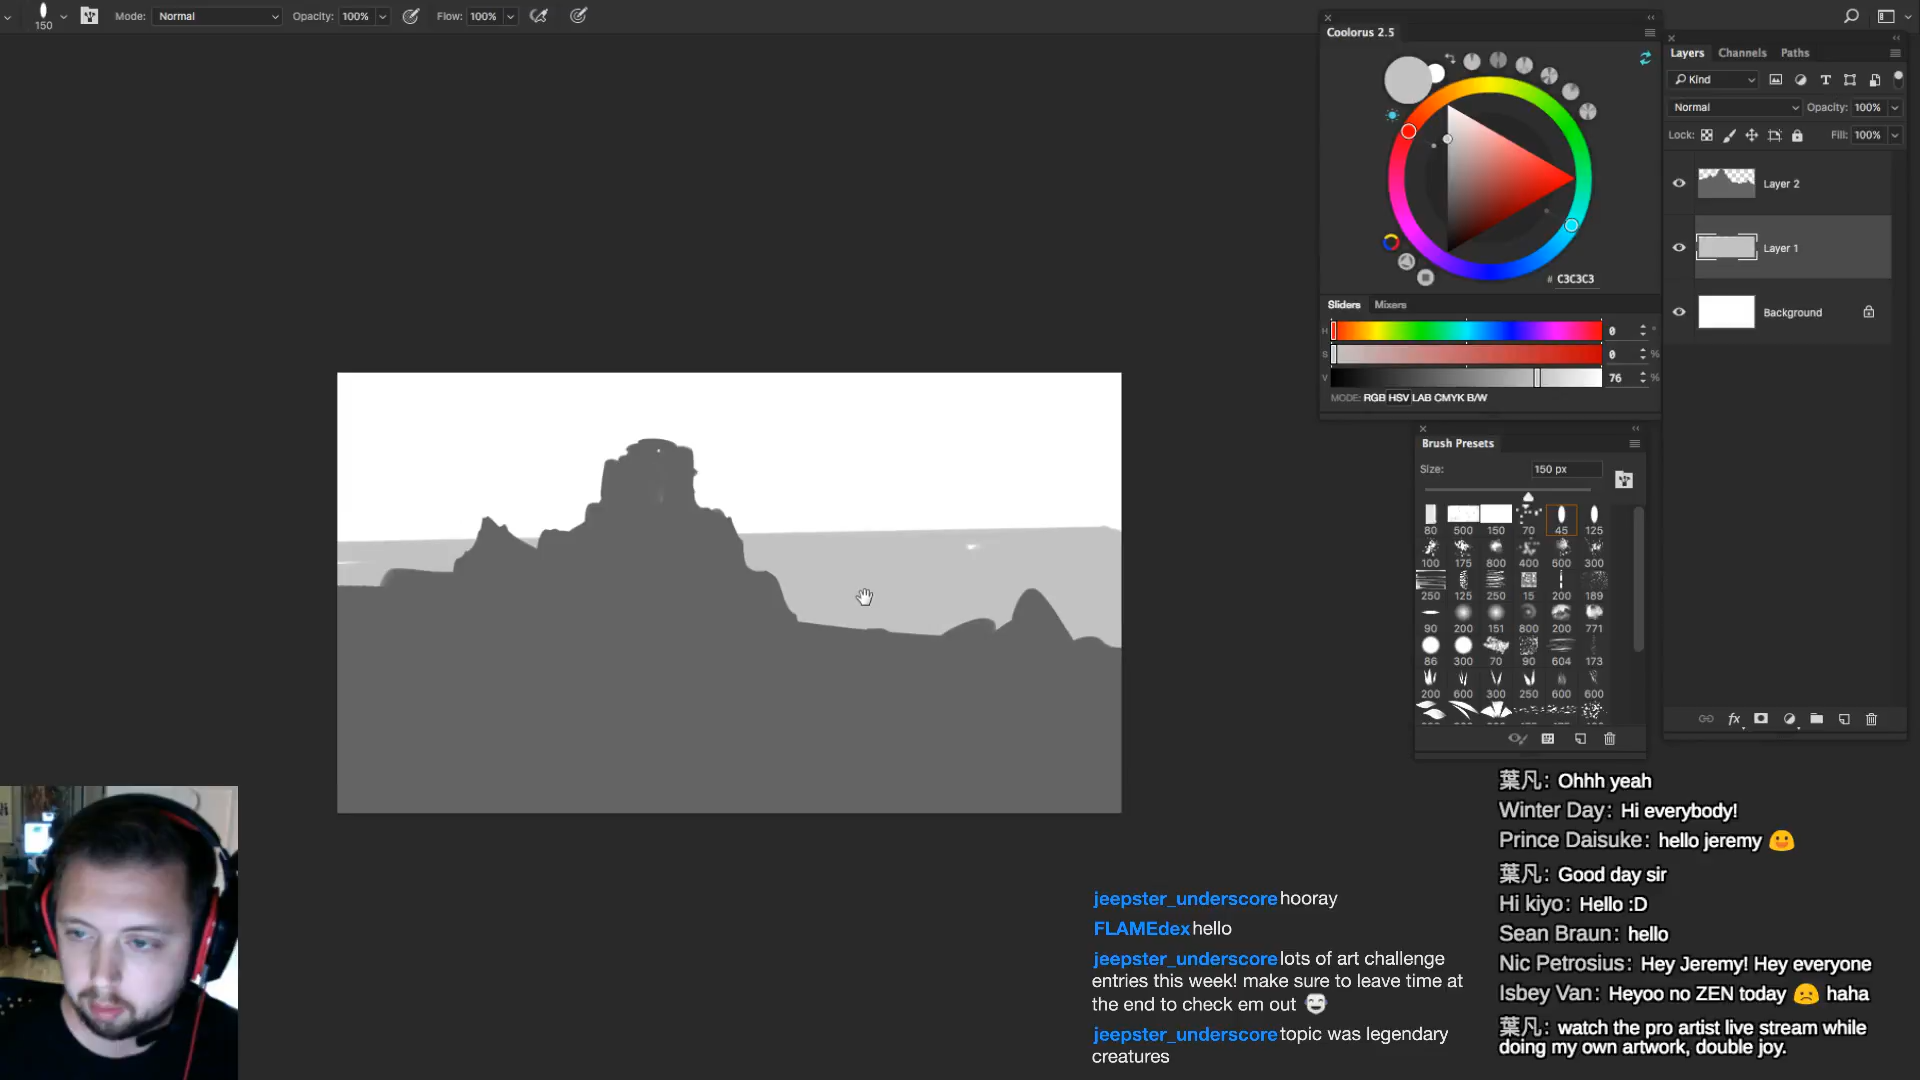 150
Mode: Normal
Opacity: 100%
Flow: 100%
Coolorus 2.5
# C3C3C3
Sliders Mixers
H 0 °
S 0 %
V 76 %
MODE: RGB HSV LAB CMYK B/W
Brush Presets
Size: 150 px
80 500 150 70 45 125
100 175 800 400 500 300
250 125 250 15 200 189
90 200 151 800 200 771
86 300 70 90 604 173
200 600 300 250 600 600
Layers Channels Paths
Kind
Normal Opacity: 100%
Lock: Fill: 100%
Layer 2
Layer 1
Background
fx
jeepster_underscore hooray
FLAMEdex hello
jeepster_underscore lots of art challenge
entries this week! make sure to leave time at
the end to check em out
jeepster_underscore topic was legendary
creatures
葉凡: Ohhh yeah
Winter Day: Hi everybody!
Prince Daisuke: hello jeremy
葉凡: Good day sir
Hi kiyo: Hello :D
Sean Braun: hello
Nic Petrosius: Hey Jeremy! Hey everyone
Isbey Van: Heyoo no ZEN today haha
葉凡: watch the pro artist live stream while
doing my own artwork, double joy.